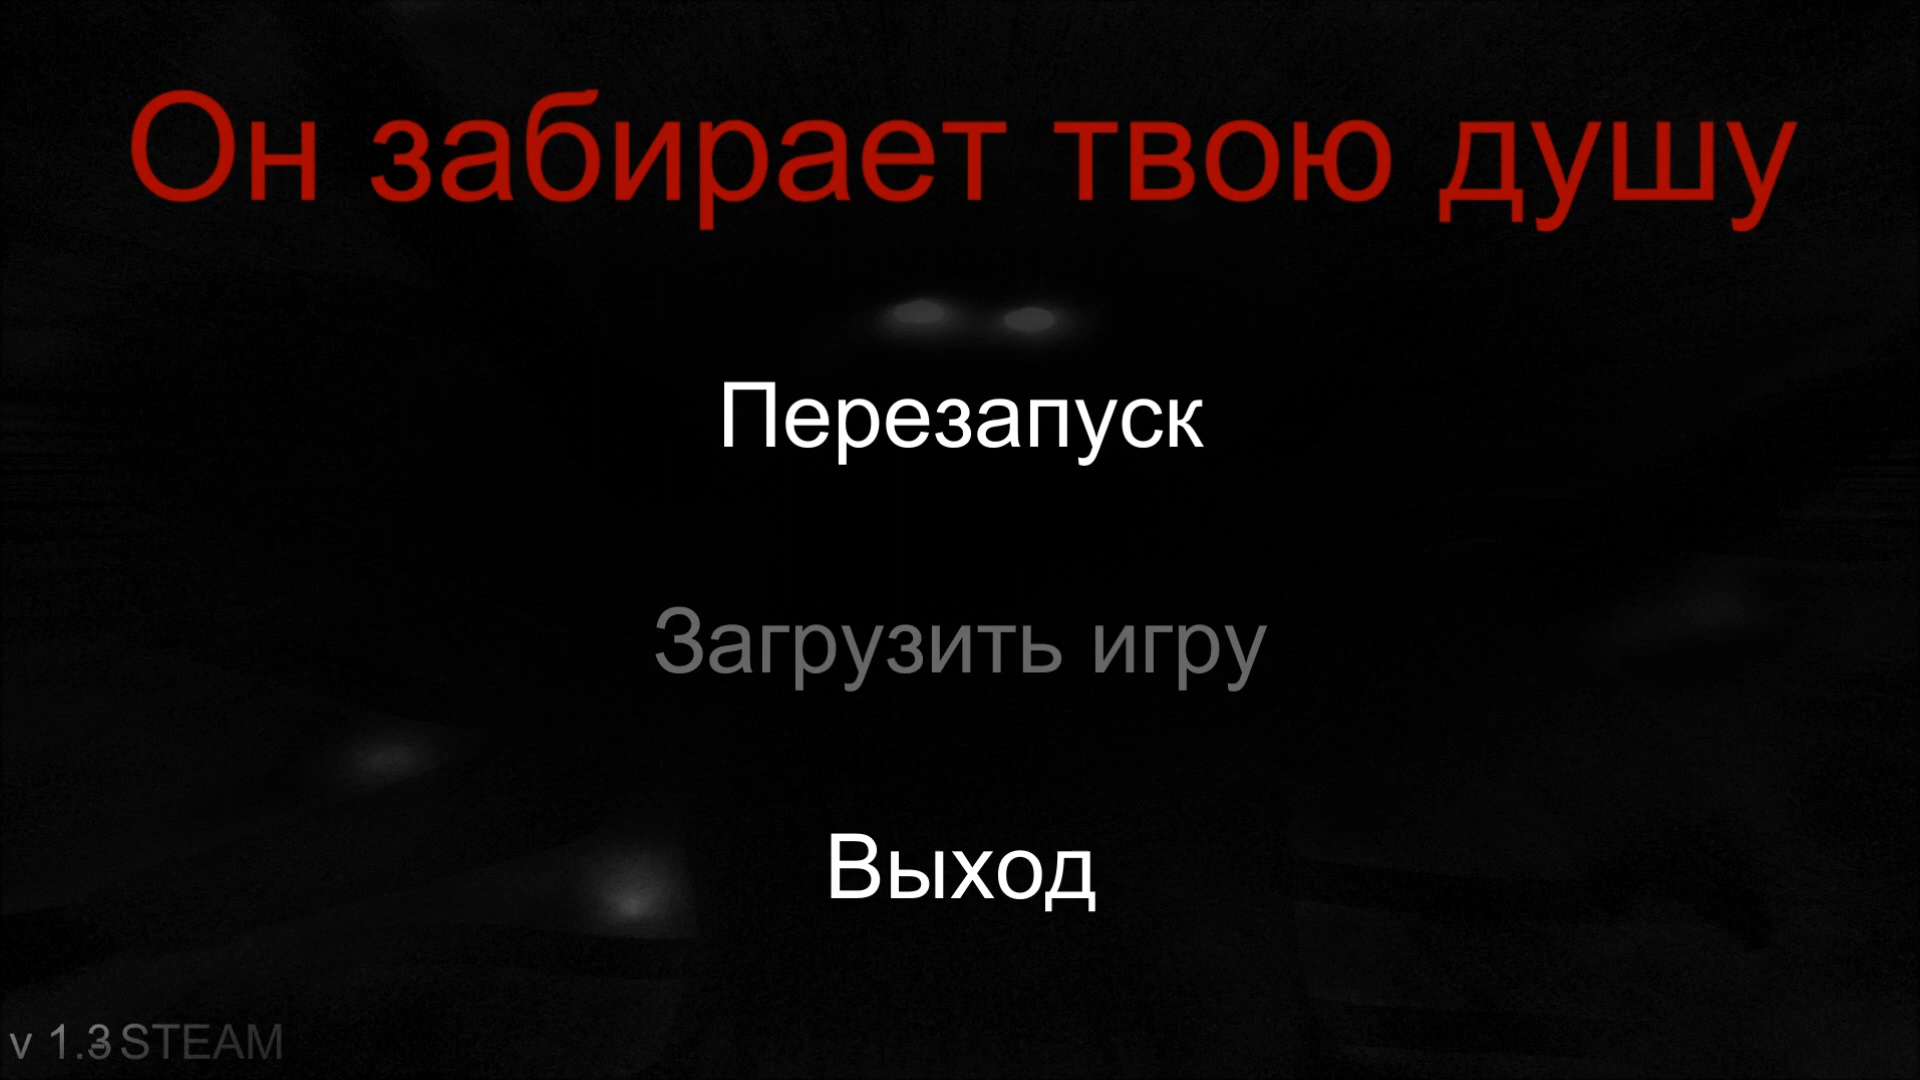 Он забирает твою душу
Перезапуск
Загрузить игру
Выход
v 1.3 STEAM